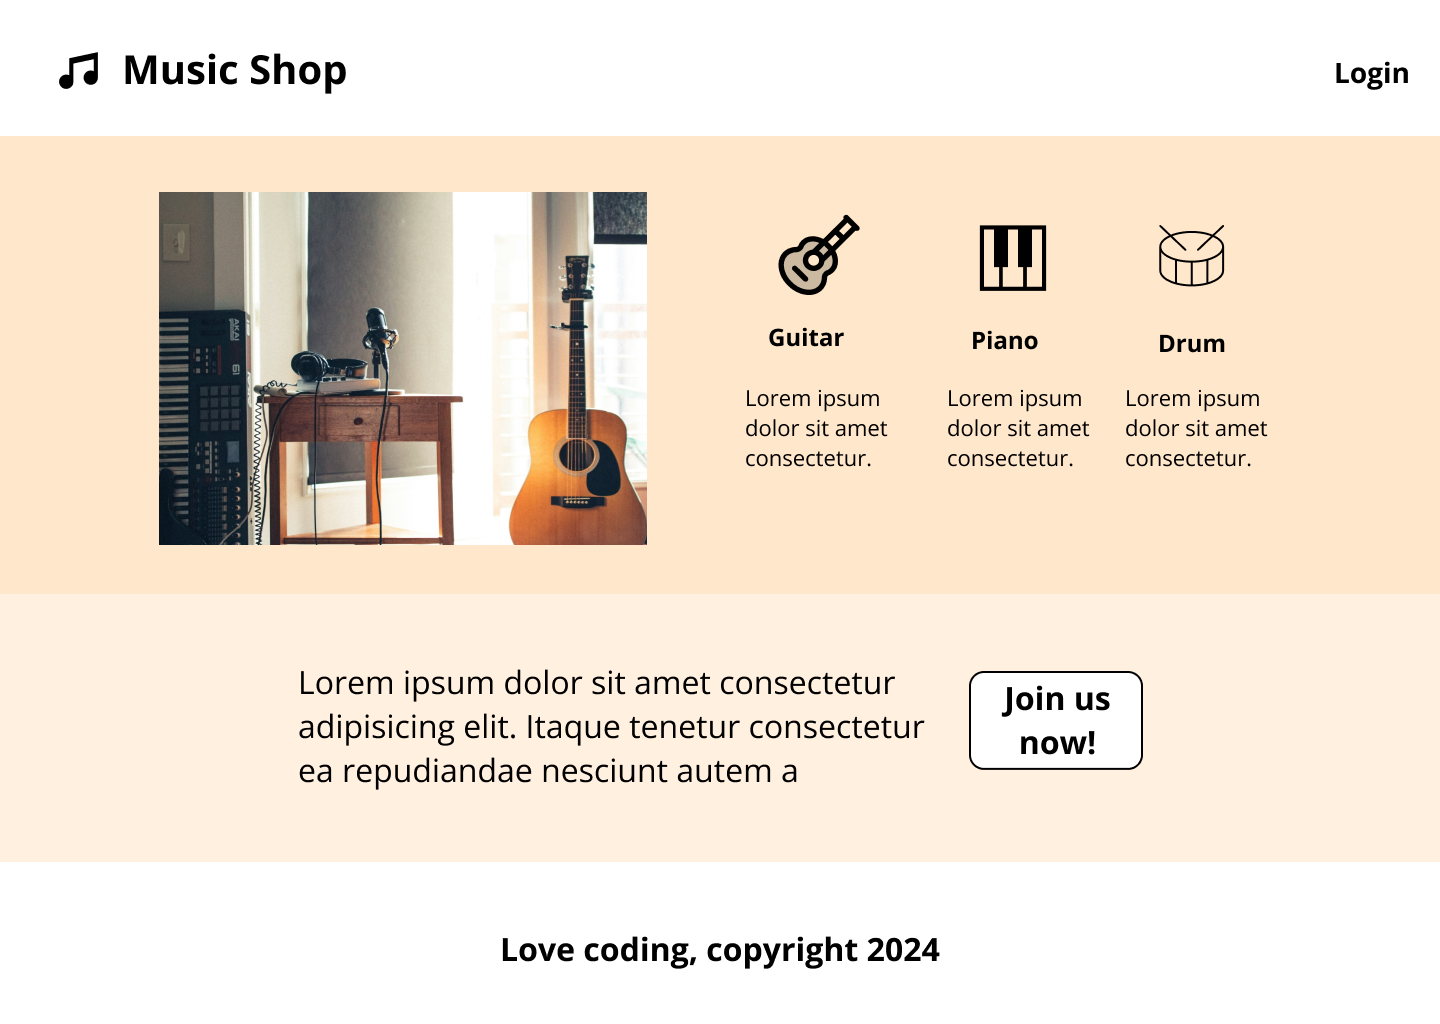 Music Shop
Login
AKAI
Guitar
Lorem ipsum
dolor sit amet
consectetur.
Piano
Lorem ipsum
dolor sit amet
consectetur.
Drum
Lorem ipsum
dolor sit amet
consectetur.
Lorem ipsum dolor sit amet consectetur
adipisicing elit. Itaque tenetur consectetur
ea repudiandae nesciunt autem a
Join us
now!
Love coding, copyright 2024